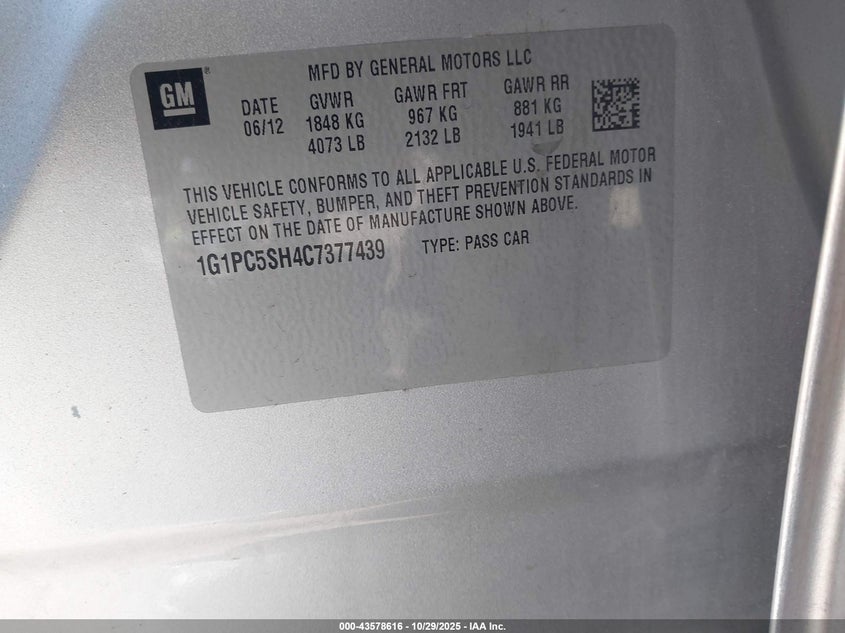 MFD BY GENERAL MOTORS LLC
GM®
DATE GVWR GAWR FRT GAWR RR
06/12 1848 KG 967 KG 881 KG
4073 LB 2132 LB 1941 LB
THIS VEHICLE CONFORMS TO ALL APPLICABLE U.S. FEDERAL MOTOR
VEHICLE SAFETY, BUMPER, AND THEFT PREVENTION STANDARDS IN
EFFECT ON THE DATE OF MANUFACTURE SHOWN ABOVE.
1G1PC5SH4C7377439 TYPE: PASS CAR
000-43578616 - 10/29/2025 - IAA Inc.